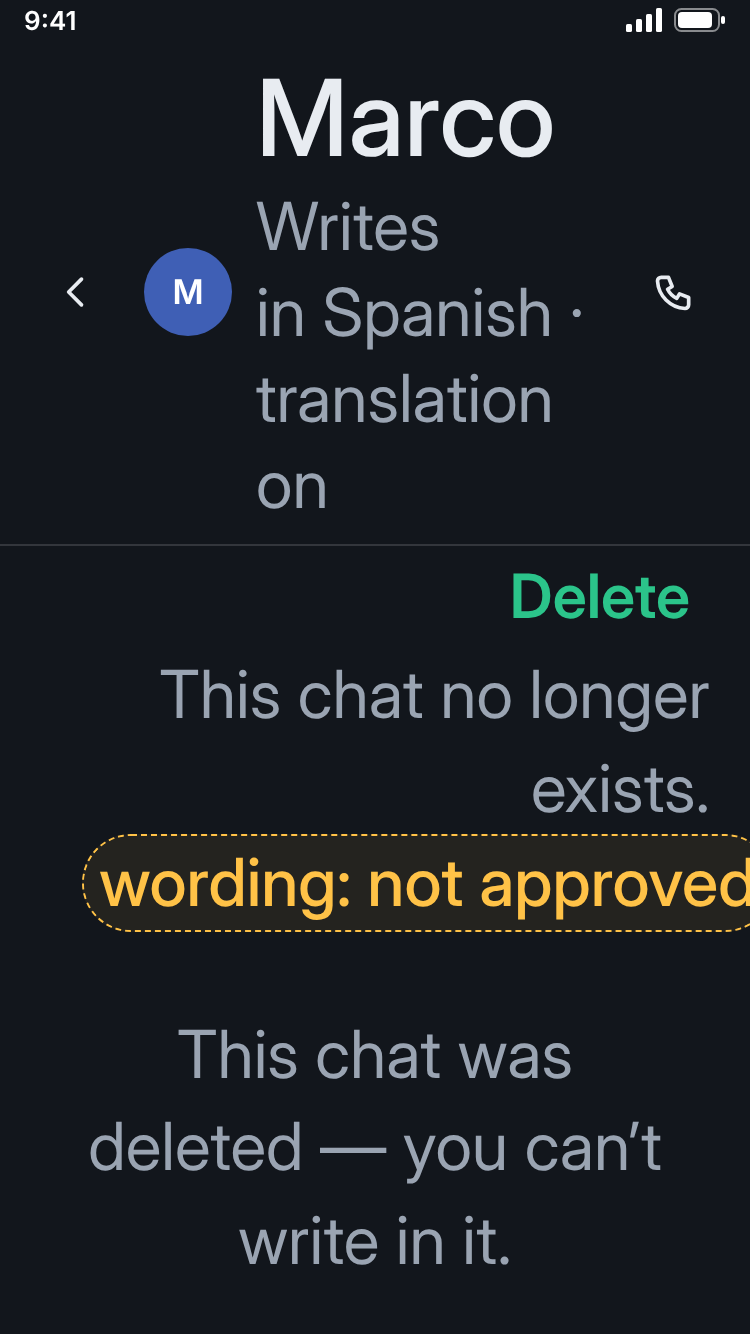 9:41
Marco
Writes
in Spanish ·
translation
on
M
Delete
This chat no longer
exists.
wording: not approved
This chat was
deleted — you can’t
write in it.